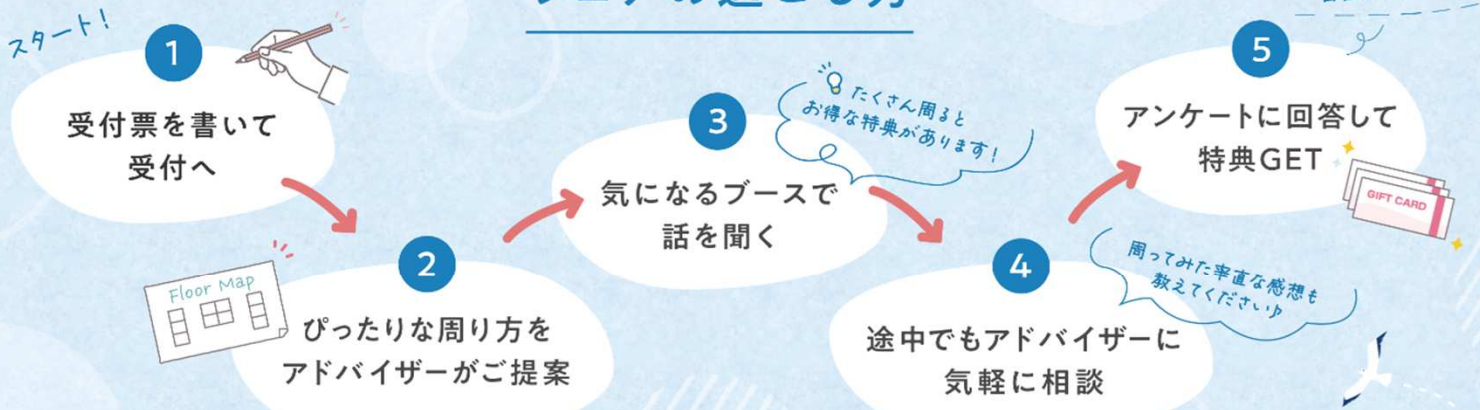 スタート!
1
受付票を書いて
受付へ
2
Floor Map
ぴったりな周り方を
アドバイザーがご提案
3
気になるブースで
話を聞く
たくさん周ると
お得な特典があります!
4
途中でもアドバイザーに
気軽に相談
周ってみた率直な感想も
教えてください♪
5
アンケートに回答して
特典GET
GIFT CARD